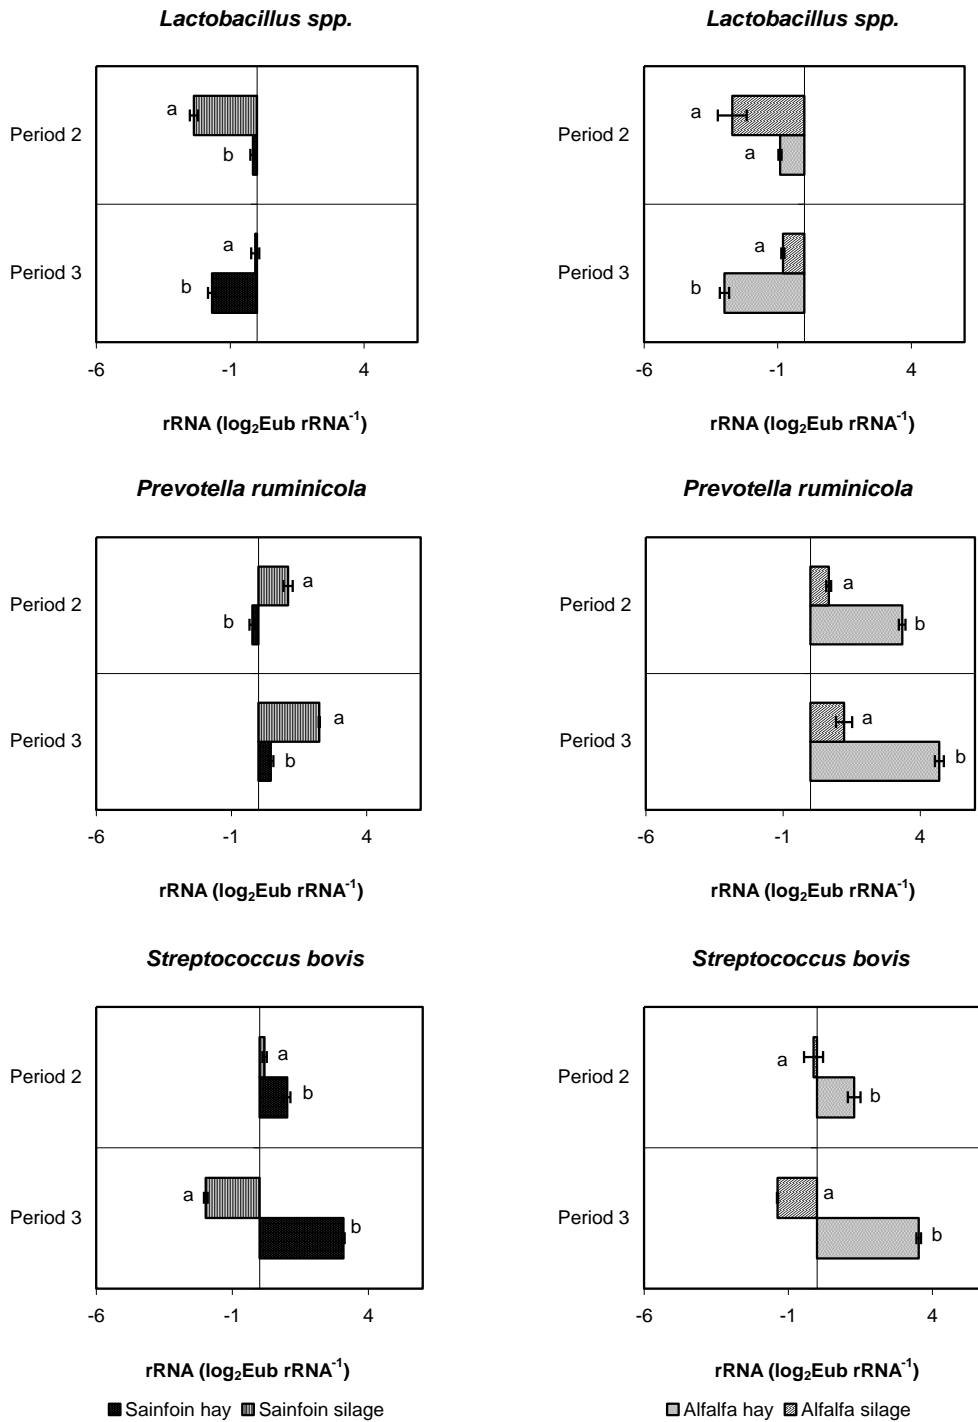 Lactobacillus spp.
Lactobacillus spp.
a
Period 2
b
a
Period 3
b
-6 -1 4
rRNA (log₂Eub rRNA⁻¹)
a
Period 2
a
a
Period 3
b
-6 -1 4
rRNA (log₂Eub rRNA⁻¹)
Prevotella ruminicola
Prevotella ruminicola
a
Period 2
b
a
Period 3
b
-6 -1 4
rRNA (log₂Eub rRNA⁻¹)
a
Period 2
b
a
Period 3
b
-6 -1 4
rRNA (log₂Eub rRNA⁻¹)
Streptococcus bovis
Streptococcus bovis
a
Period 2
b
a
Period 3
b
-6 -1 4
rRNA (log₂Eub rRNA⁻¹)
Sainfoin hay Sainfoin silage
a
Period 2
b
a
Period 3
b
-6 -1 4
rRNA (log₂Eub rRNA⁻¹)
Alfalfa hay Alfalfa silage